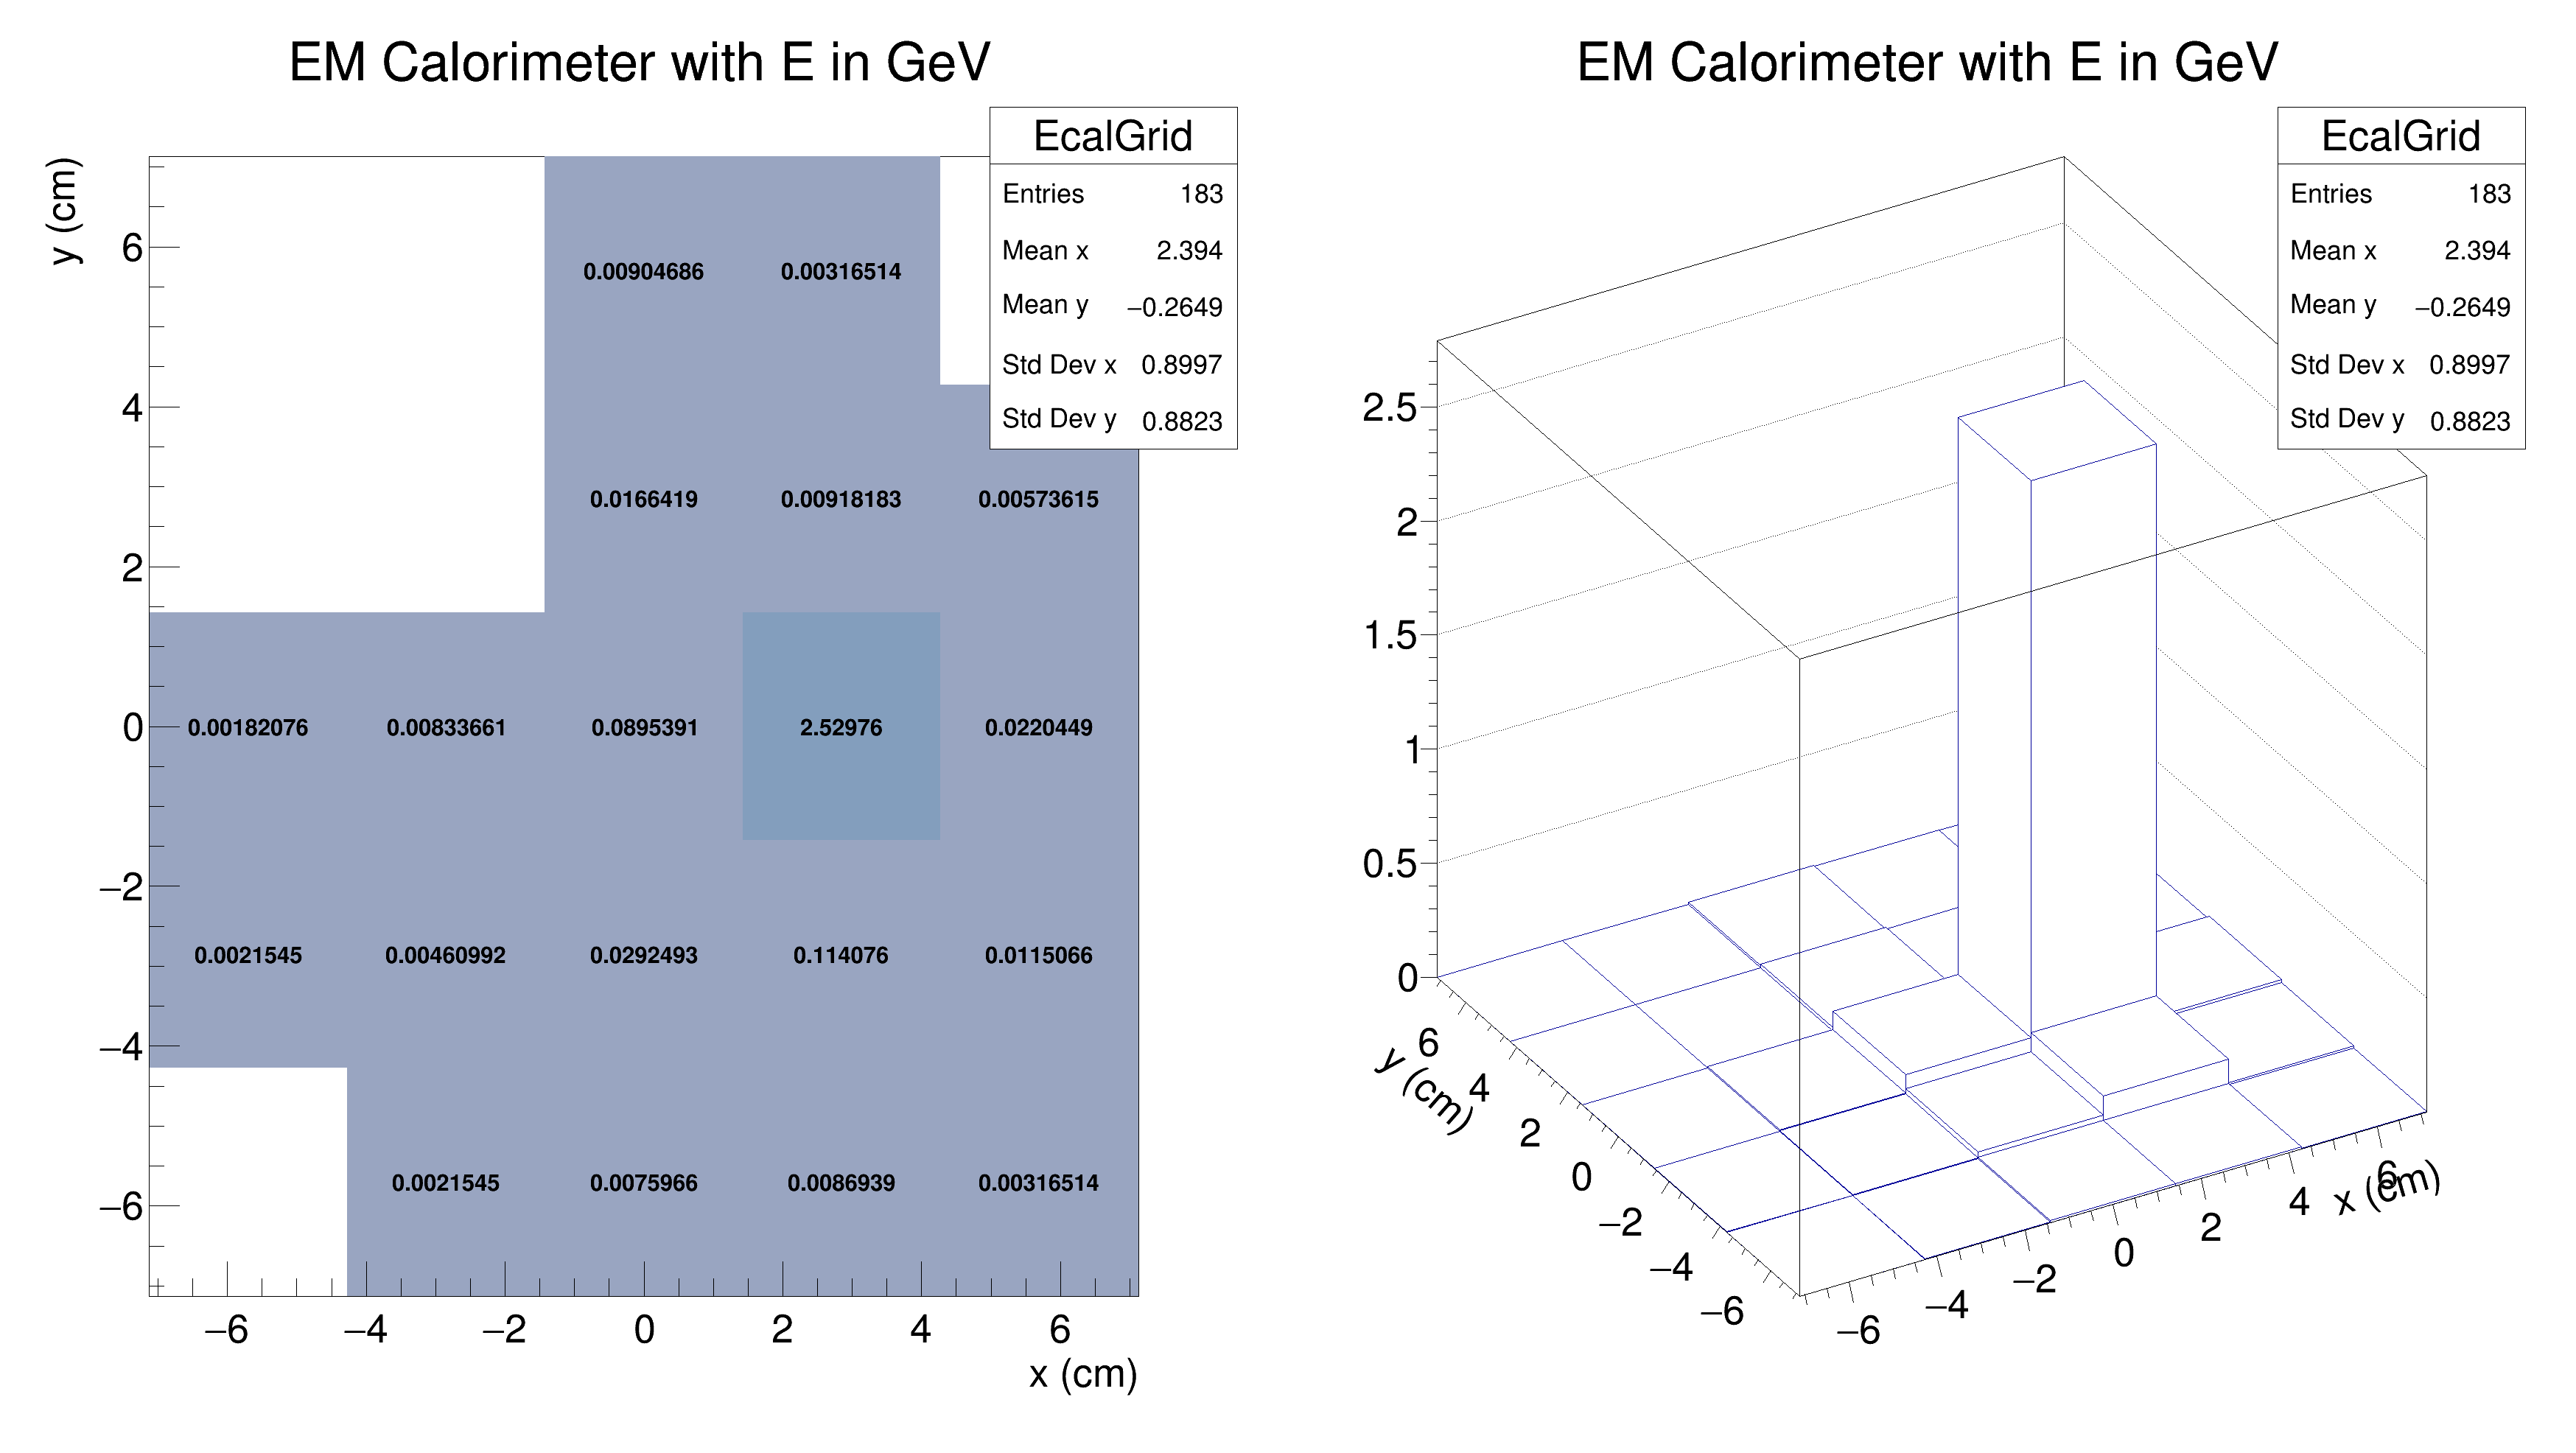 EM Calorimeter with E in GeV
EcalGrid
Entries 183
Mean x 2.394
Mean y −0.2649
Std Dev x 0.8997
Std Dev y 0.8823
y (cm)
6
4
2
0
−2
−4
−6
0.00904686 0.00316514
0.0166419 0.00918183 0.00573615
0.00182076 0.00833661 0.0895391 2.52976 0.0220449
0.0021545 0.00460992 0.0292493 0.114076 0.0115066
0.0021545 0.0075966 0.0086939 0.00316514
−6 −4 −2 0 2 4 6
x (cm)
EM Calorimeter with E in GeV
EcalGrid
Entries 183
Mean x 2.394
Mean y −0.2649
Std Dev x 0.8997
Std Dev y 0.8823
2.5
2
1.5
1
0.5
0
y (cm)
6
4
2
0
−2
−4
−6
−6 −4 −2 0 2 4 6
x (cm)